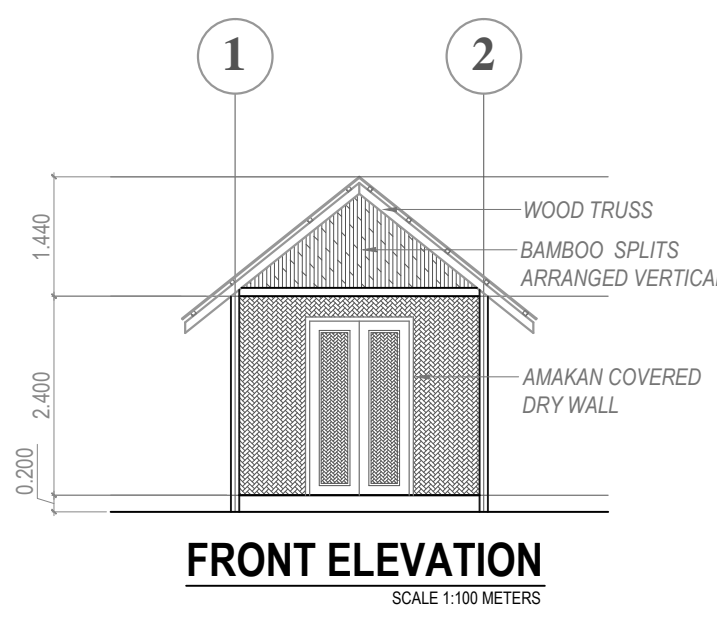 1
2
1.440
WOOD TRUSS
BAMBOO SPLITS
ARRANGED VERTICAL
2.400
AMAKAN COVERED
DRY WALL
0.200
FRONT ELEVATION
SCALE 1:100 METERS